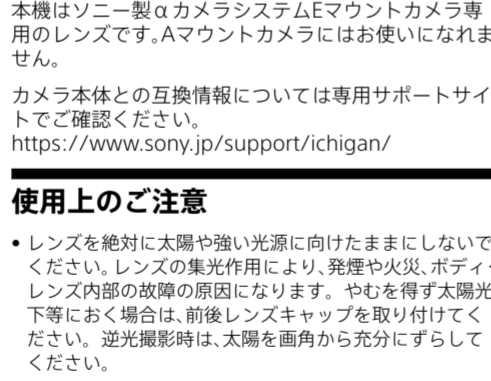 本機はソニー製αカメラシステムEマウントカメラ専
用のレンズです。Aマウントカメラにはお使いになれま
せん。
カメラ本体との互換情報については専用サポートサイ
トでご確認ください。
https://www.sony.jp/support/ichigan/
使用上のご注意
• レンズを絶対に太陽や強い光源に向けたままにしないで
ください。レンズの集光作用により、発煙や火災、ボディ・
レンズ内部の故障の原因になります。やむを得ず太陽光
下等におく場合は、前後レンズキャップを取り付けてく
ださい。逆光撮影時は、太陽を画角から充分にずらして
ください。